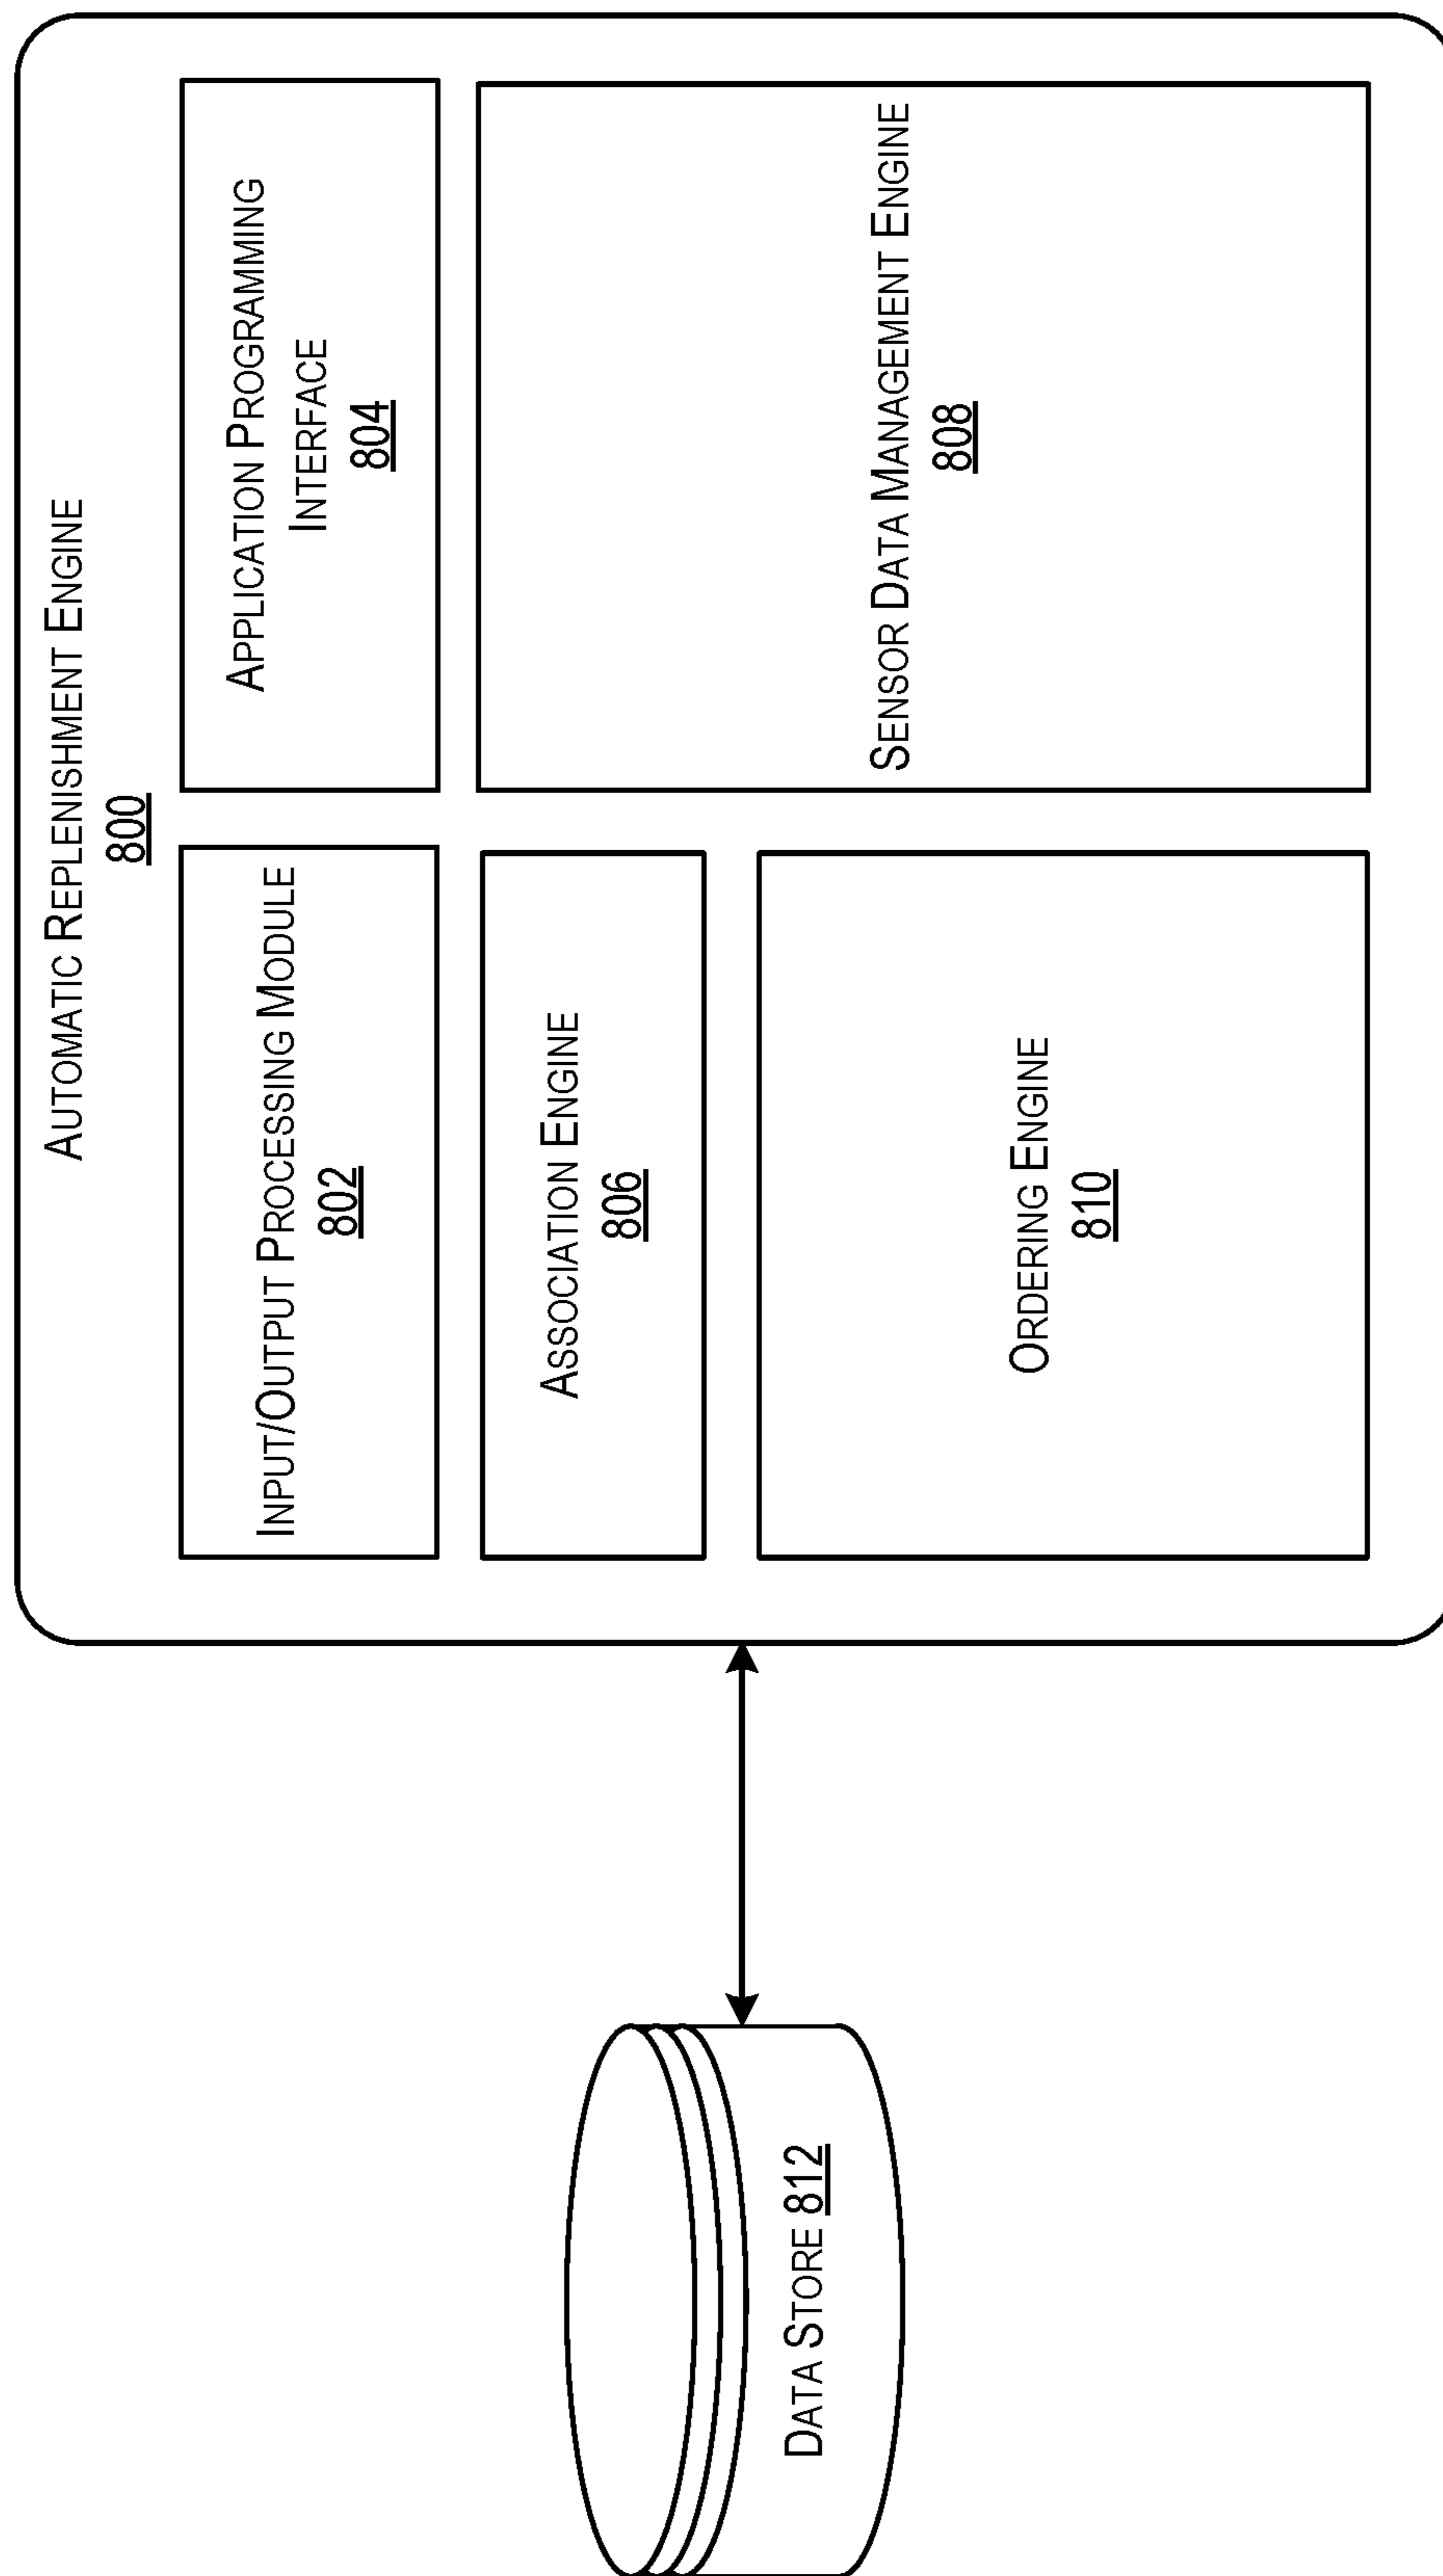 AUTOMATIC REPLENISHMENT ENGINE
800
INPUT/OUTPUT PROCESSING MODULE
802
APPLICATION PROGRAMMING
INTERFACE
804
ASSOCIATION ENGINE
806
SENSOR DATA MANAGEMENT ENGINE
808
ORDERING ENGINE
810
DATA STORE 812